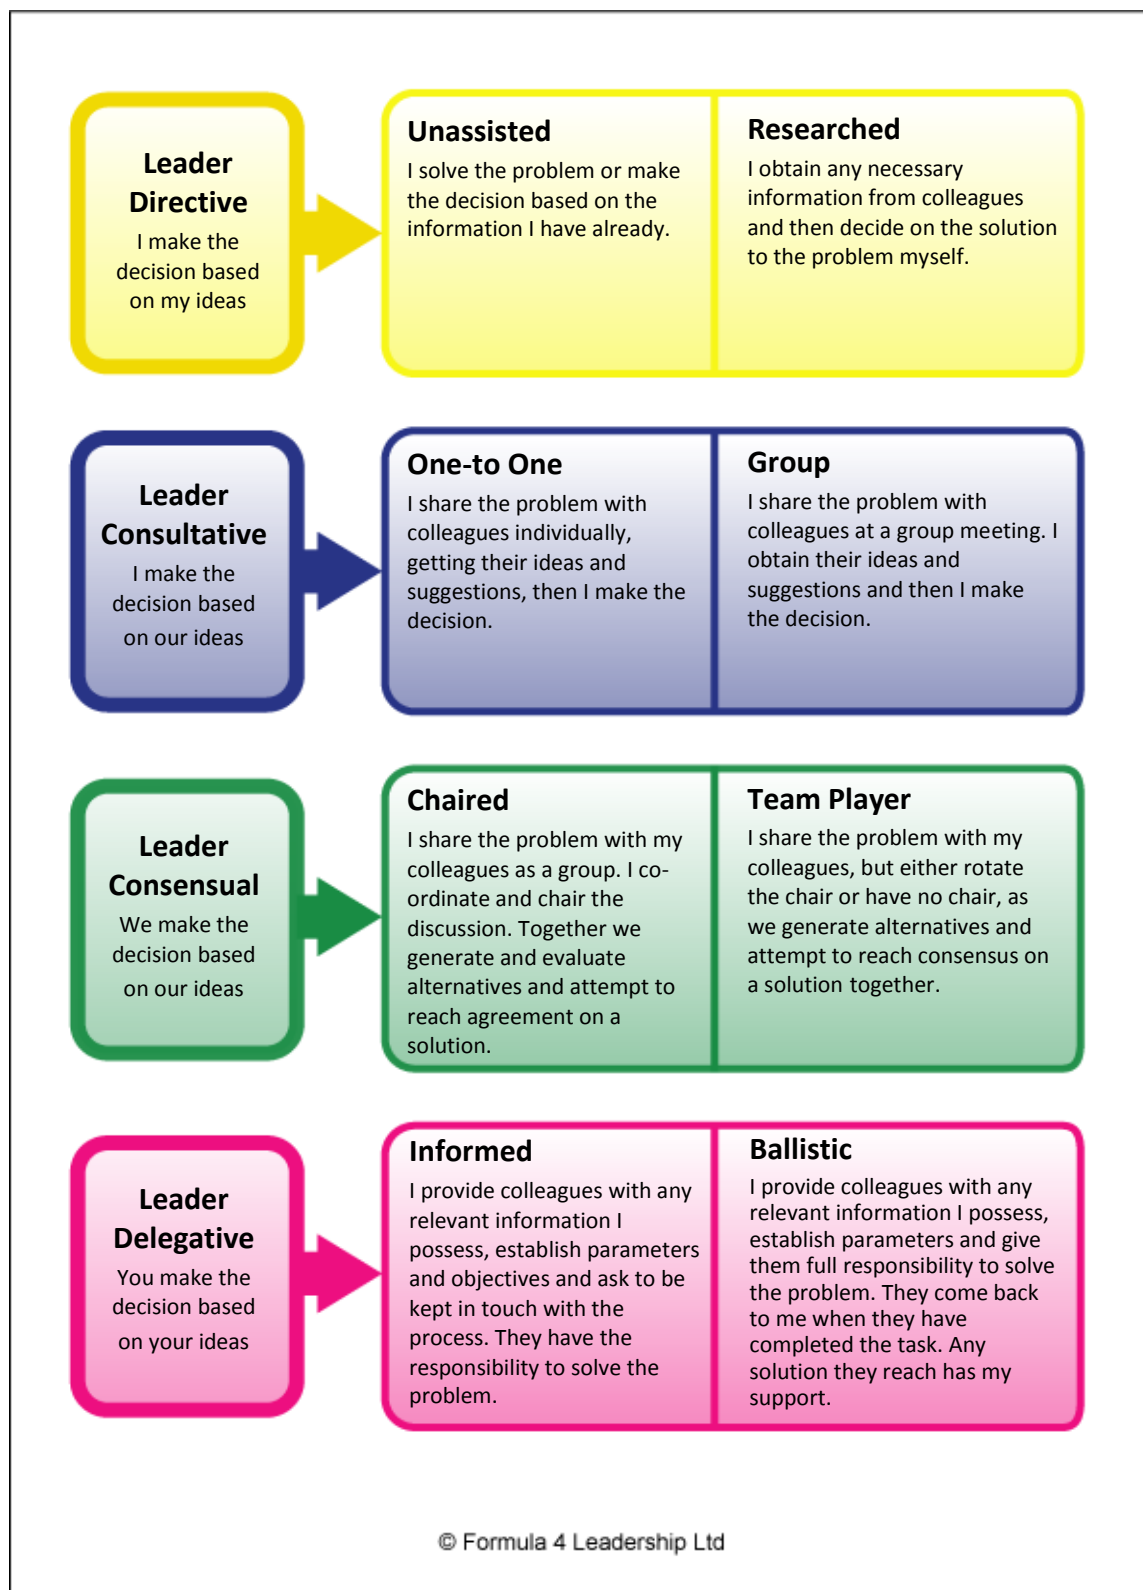 Leader
Directive
I make the
decision based
on my ideas
Unassisted
I solve the problem or make
the decision based on the
information I have already.
Researched
I obtain any necessary
information from colleagues
and then decide on the solution
to the problem myself.
Leader
Consultative
I make the
decision based
on our ideas
One-to One
I share the problem with
colleagues individually,
getting their ideas and
suggestions, then I make the
decision.
Group
I share the problem with
colleagues at a group meeting. I
obtain their ideas and
suggestions and then I make
the decision.
Leader
Consensual
We make the
decision based
on our ideas
Chaired
I share the problem with my
colleagues as a group. I co-
ordinate and chair the
discussion. Together we
generate and evaluate
alternatives and attempt to
reach agreement on a
solution.
Team Player
I share the problem with my
colleagues, but either rotate
the chair or have no chair, as
we generate alternatives and
attempt to reach consensus on
a solution together.
Leader
Delegative
You make the
decision based
on your ideas
Informed
I provide colleagues with any
relevant information I
possess, establish parameters
and objectives and ask to be
kept in touch with the
process. They have the
responsibility to solve the
problem.
Ballistic
I provide colleagues with any
relevant information I possess,
establish parameters and give
them full responsibility to solve
the problem. They come back
to me when they have
completed the task. Any
solution they reach has my
support.
© Formula 4 Leadership Ltd